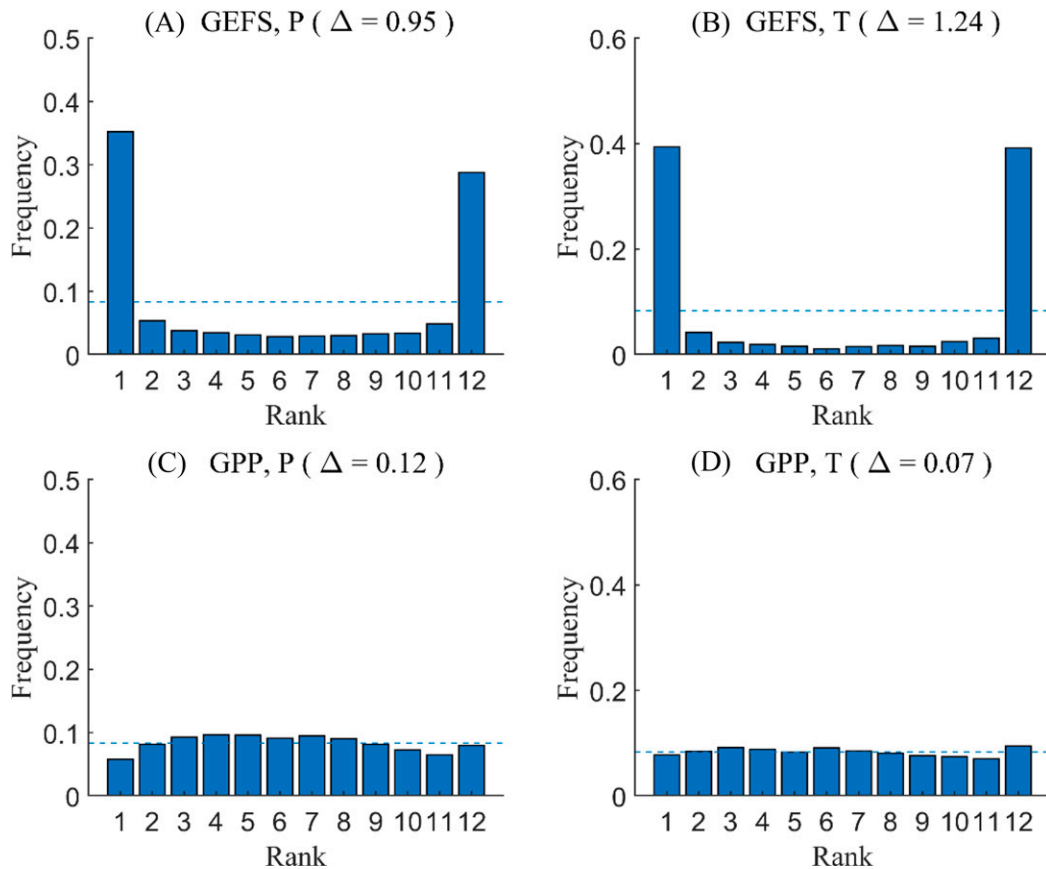 (A) GEFS, P ( Δ = 0.95 )
0.5
0.4
0.3
0.2
0.1
0
Frequency
1 2 3 4 5 6 7 8 9 10 11 12
Rank
(B) GEFS, T ( Δ = 1.24 )
0.6
0.4
0.2
0
Frequency
1 2 3 4 5 6 7 8 9 10 11 12
Rank
(C) GPP, P ( Δ = 0.12 )
0.5
0.4
0.3
0.2
0.1
0
Frequency
1 2 3 4 5 6 7 8 9 10 11 12
Rank
(D) GPP, T ( Δ = 0.07 )
0.6
0.4
0.2
0
Frequency
1 2 3 4 5 6 7 8 9 10 11 12
Rank